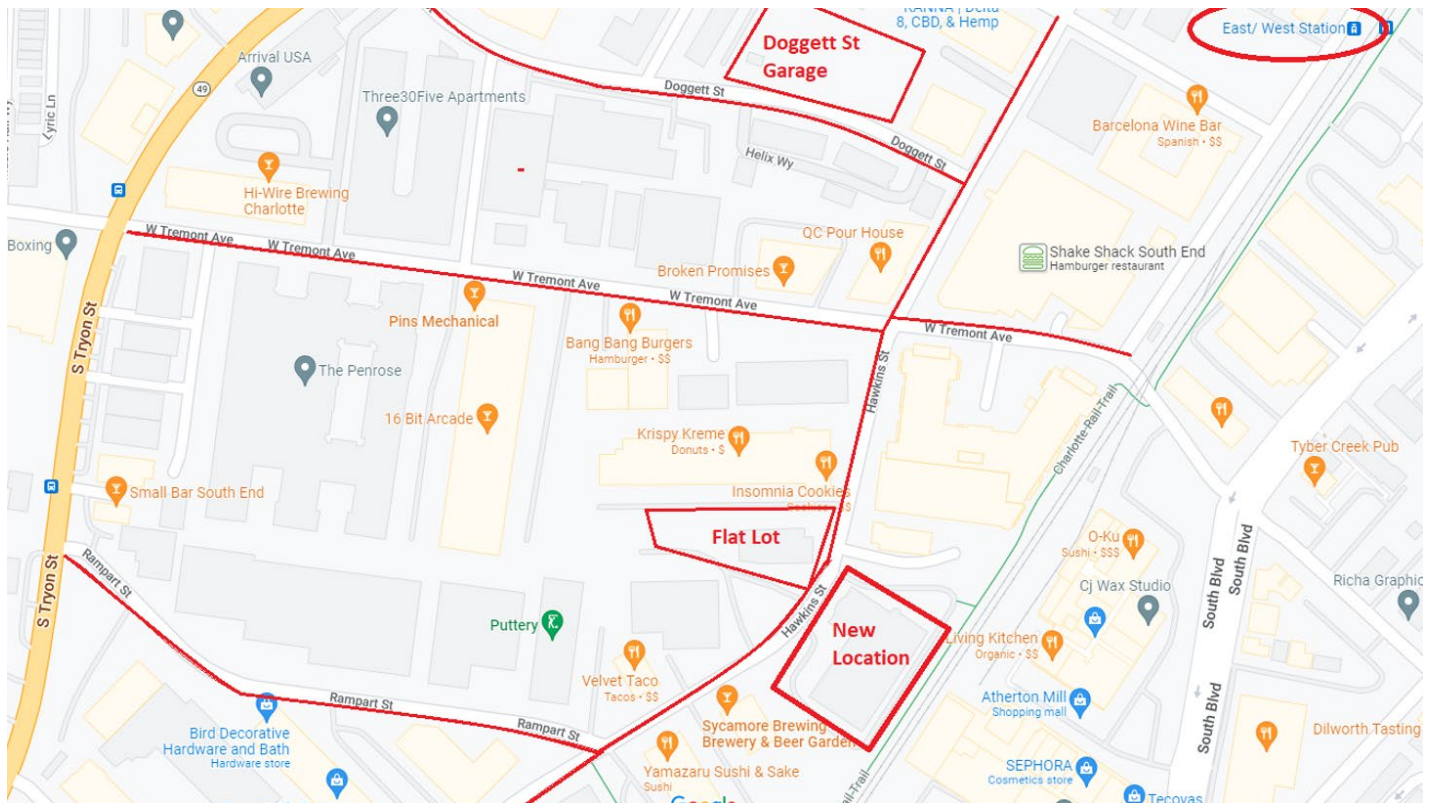 KANNA | Delta
8, CBD, & Hemp
East/ West Station
Doggett St
Garage
Arrival USA
49
Lyric Ln
Three30Five Apartments
Doggett St
Barcelona Wine Bar
Spanish • $$
Doggett St
Helix Wy
Hi-Wire Brewing
Charlotte
Boxing
W Tremont Ave
W Tremont Ave
W Tremont Ave
W Tremont Ave
QC Pour House
Broken Promises
Shake Shack South End
Hamburger restaurant
W Tremont Ave
S Tryon St
Pins Mechanical
Bang Bang Burgers
Hamburger • $$
The Penrose
Hawkins St
16 Bit Arcade
Krispy Kreme
Donuts • $
Charlotte Rail-Trail
Tyber Creek Pub
Insomnia Cookies
Small Bar South End
Flat Lot
O-Ku
Sushi • $$$
South Blvd
South Blvd
S Tryon St
Rampart St
Cj Wax Studio
Richa Graphic
Hawkins St
Puttery
New
Location
Living Kitchen
Organic • $$
Velvet Taco
Tacos • $$
Rampart St
Rampart St
Atherton Mill
Shopping mall
South Blvd
Sycamore Brewing
Brewery & Beer Garden
Bird Decorative
Hardware and Bath
Hardware store
Dilworth Tasting
Yamazaru Sushi & Sake
Sushi
SEPHORA
Cosmetics store
ail-Trail
Tecovas
Google